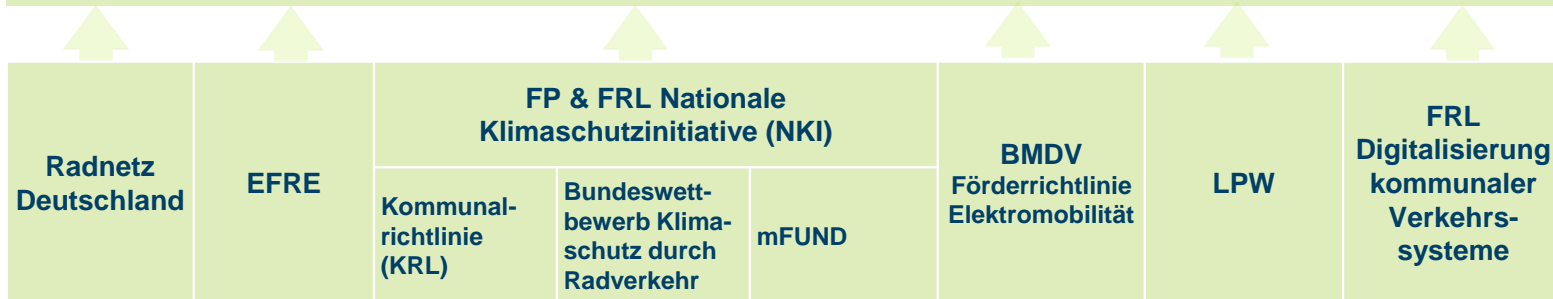 Radnetz
Deutschland
EFRE
FP & FRL Nationale
Klimaschutzinitiative (NKI)
Kommunal-
richtlinie
(KRL)
Bundeswett-
bewerb Klima-
schutz durch
Radverkehr
mFUND
BMDV
Förderrichtlinie
Elektromobilität
LPW
FRL
Digitalisierung
kommunaler
Verkehrs-
systeme